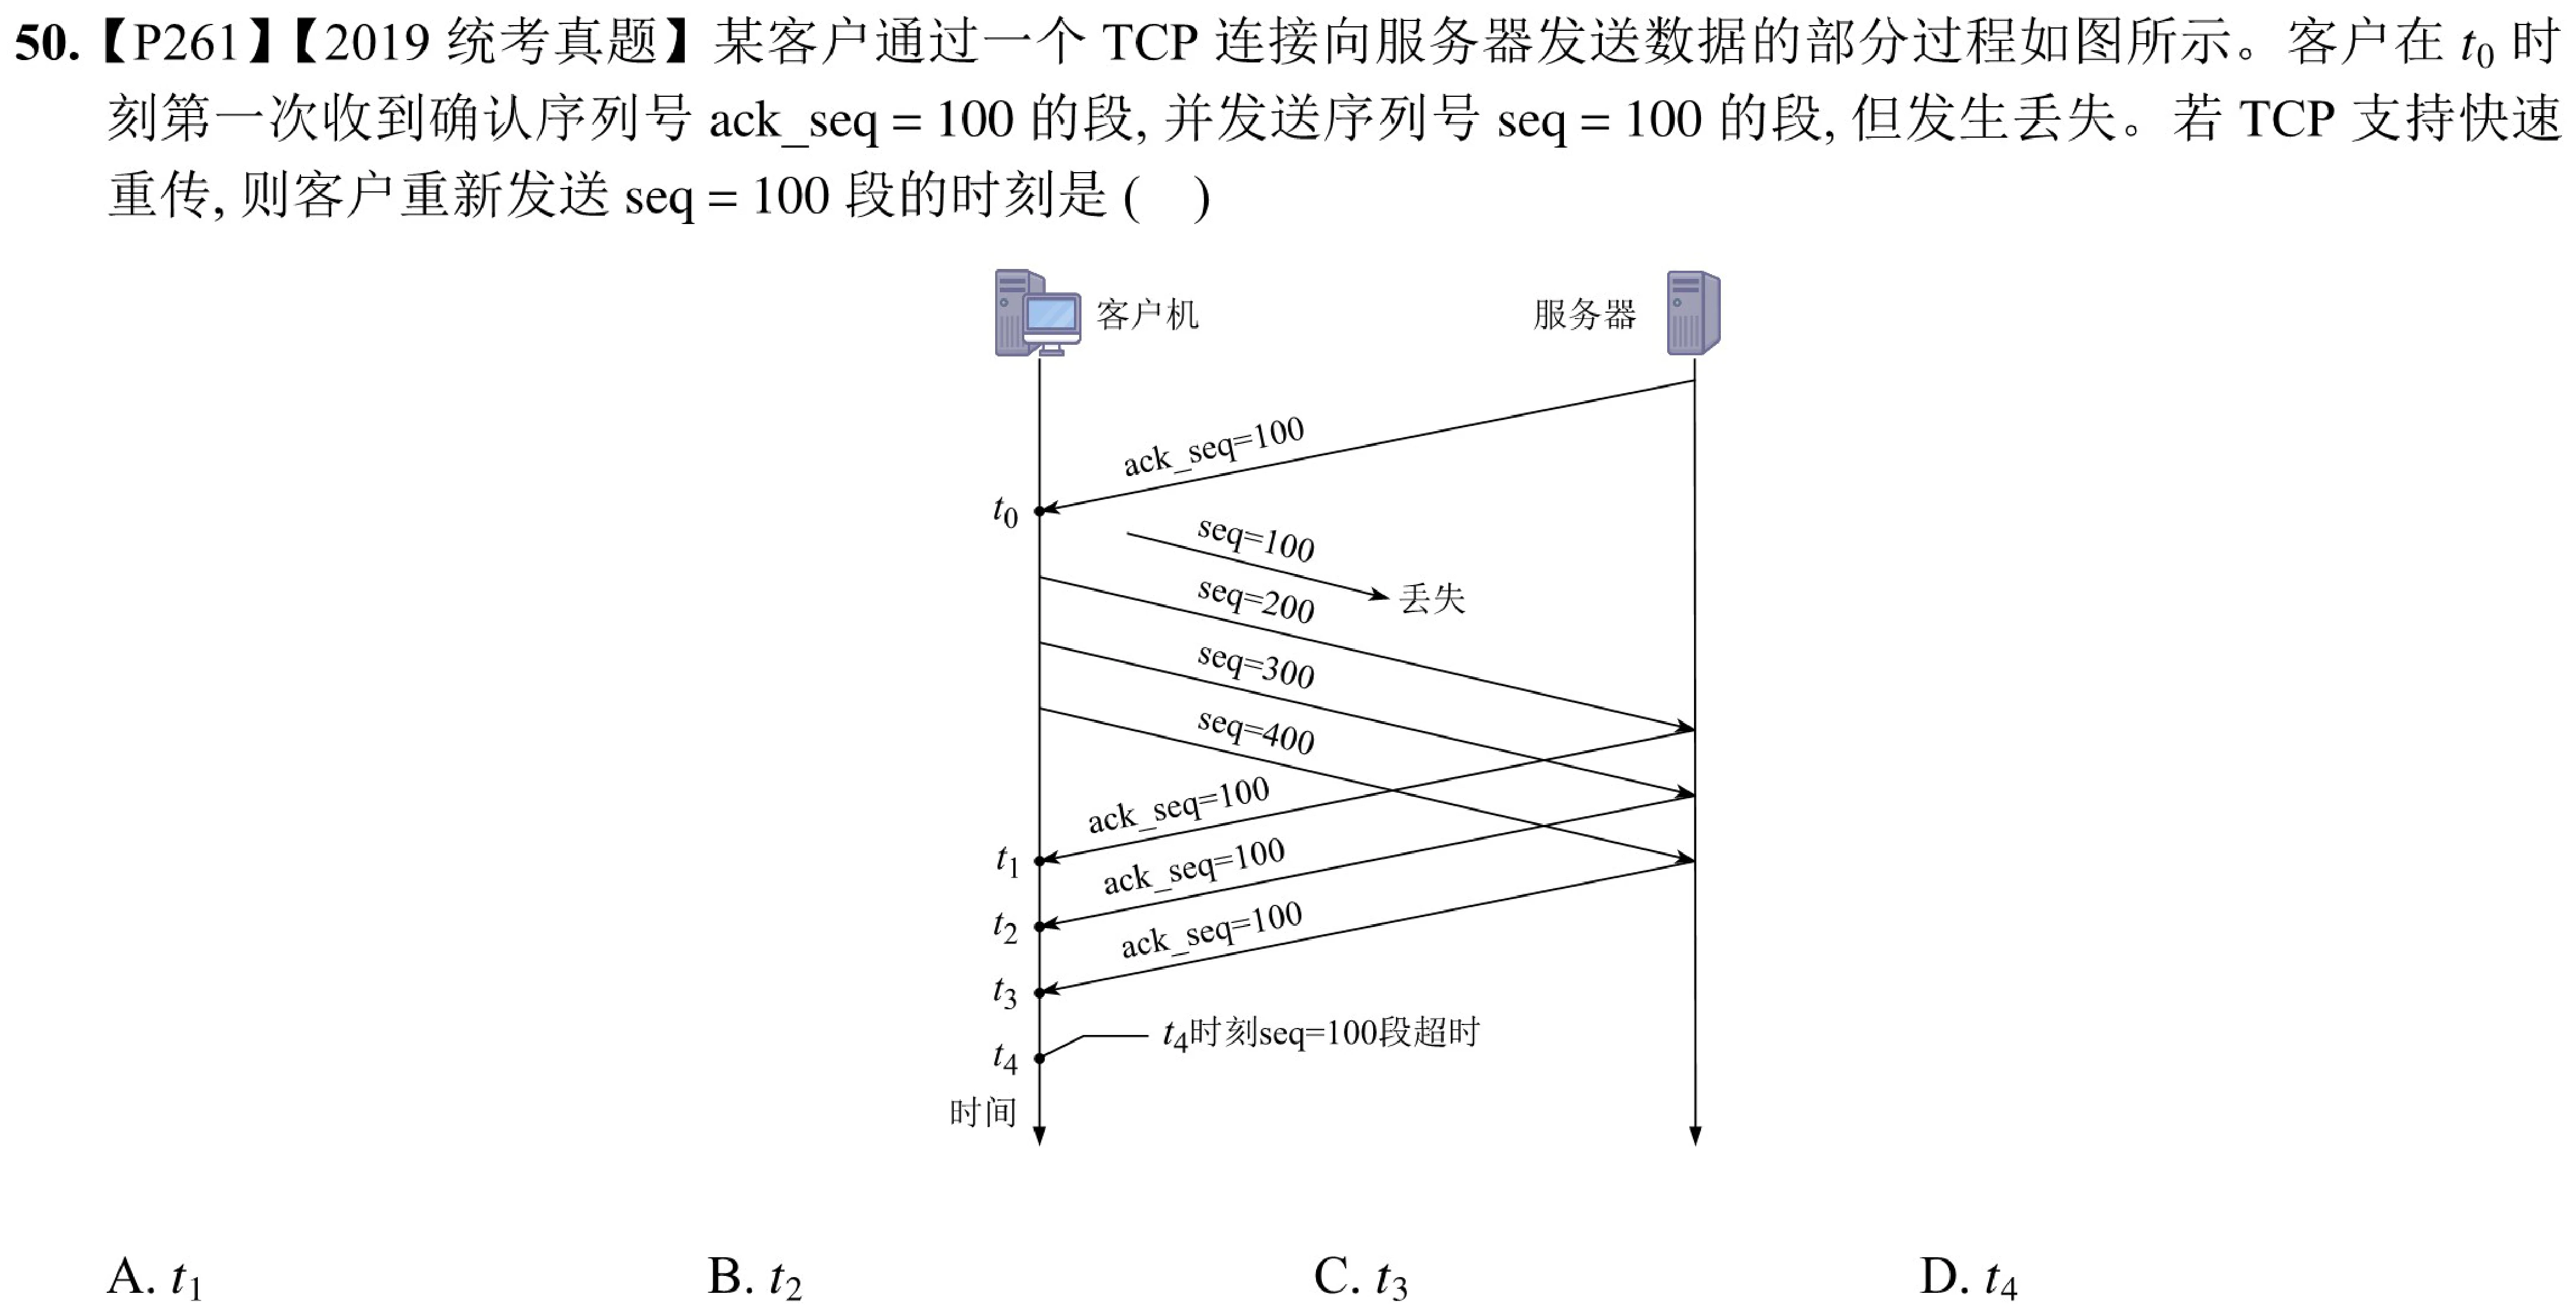 50.【P261】【2019 统考真题】某客户通过一个 TCP 连接向服务器发送数据的部分过程如图所示。客户在 t0 时
刻第一次收到确认序列号 ack_seq = 100 的段, 并发送序列号 seq = 100 的段, 但发生丢失。若 TCP 支持快速
重传, 则客户重新发送 seq = 100 段的时刻是 ( )
客户机
服务器
ack_seq=100
t0
seq=100
丢失
seq=200
seq=300
seq=400
ack_seq=100
t1
ack_seq=100
t2
ack_seq=100
t3
t4时刻seq=100段超时
t4
时间
A. t1 B. t2 C. t3 D. t4